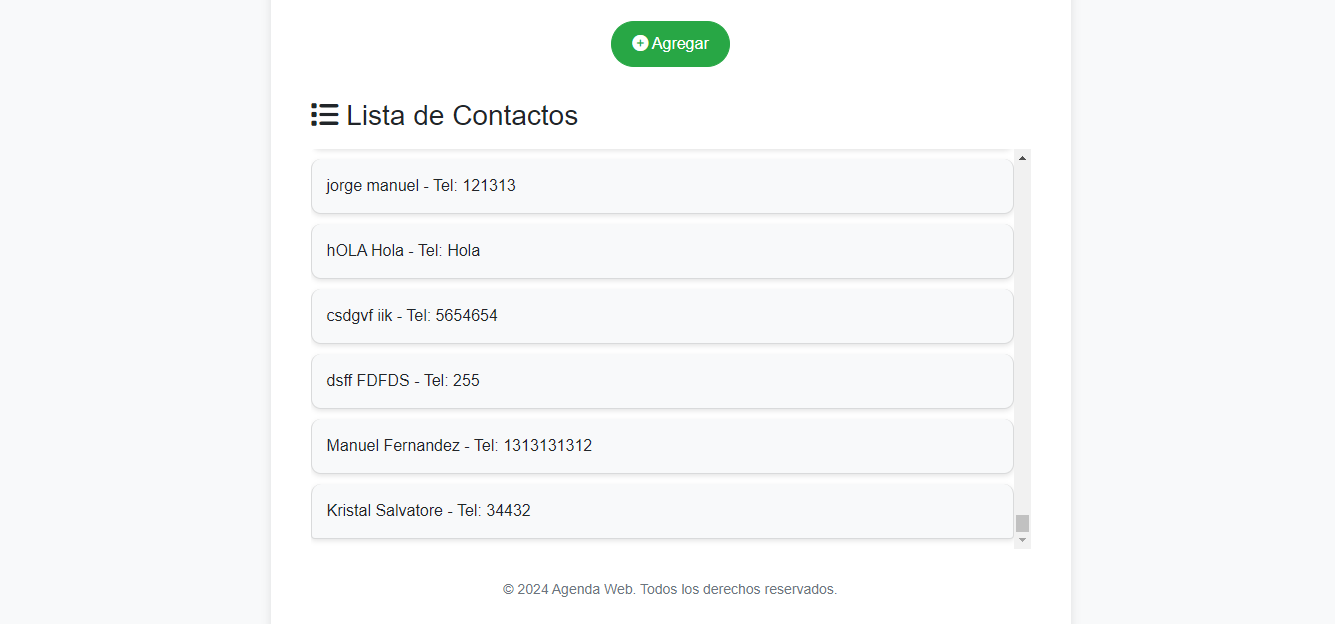 Agregar
Lista de Contactos
jorge manuel - Tel: 121313
hOLA Hola - Tel: Hola
csdgvf iik - Tel: 5654654
dsff FDFDS - Tel: 255
Manuel Fernandez - Tel: 1313131312
Kristal Salvatore - Tel: 34432
© 2024 Agenda Web. Todos los derechos reservados.